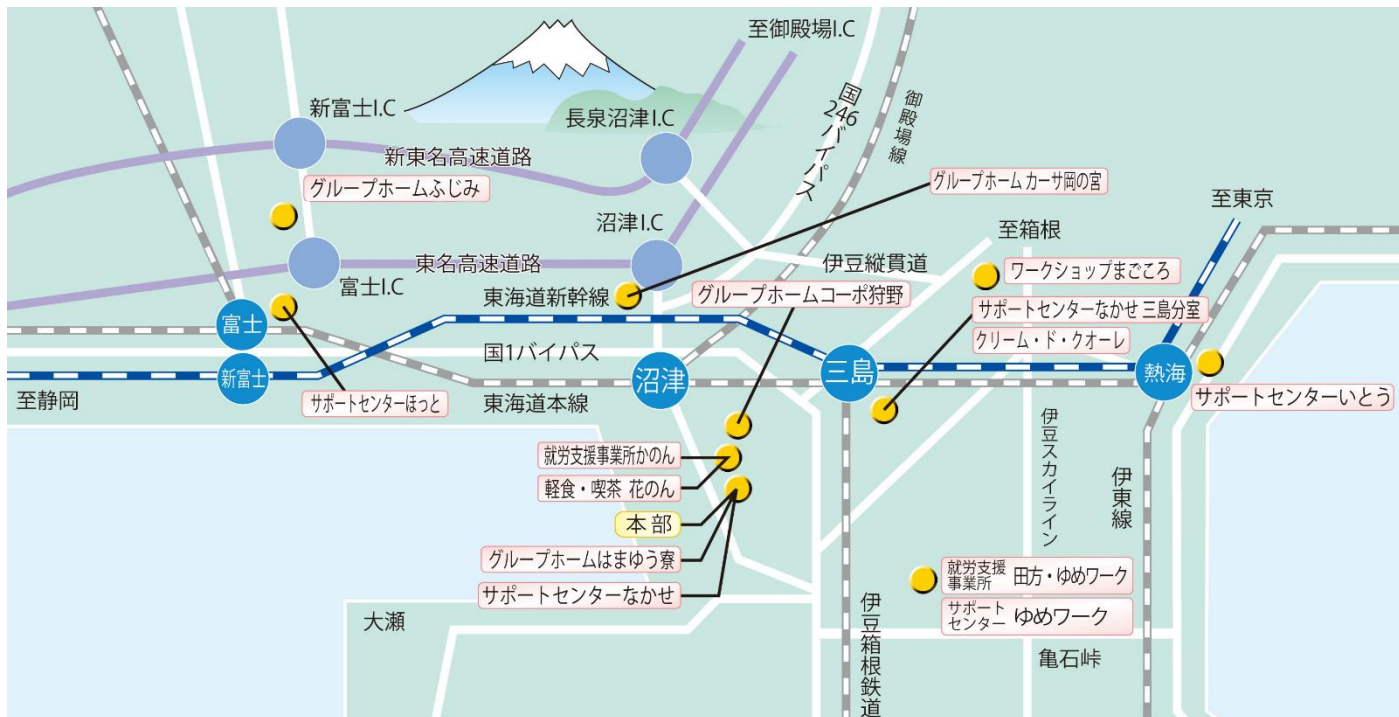 至御殿場I.C
新富士I.C
長泉沼津I.C
国246バイパス
御殿場線
新東名高速道路
グループホームふじみ
グループホーム カーサ岡の宮
至東京
沼津I.C
至箱根
東名高速道路
伊豆縦貫道
ワークショップまごころ
富士I.C
東海道新幹線
グループホームコーポ狩野
サポートセンターなかせ 三島分室
クリーム・ド・クオーレ
富士
国1バイパス
新富士
沼津
三島
熱海
至静岡
サポートセンターほっと
東海道本線
サポートセンターいとう
就労支援事業所かのん
軽食・喫茶 花のん
本部
グループホームはまゆう寮
サポートセンターなかせ
伊豆スカイライン
伊東線
就労支援事業所 田方・ゆめワーク
サポートセンター ゆめワーク
大瀬
伊豆箱根鉄道
亀石峠